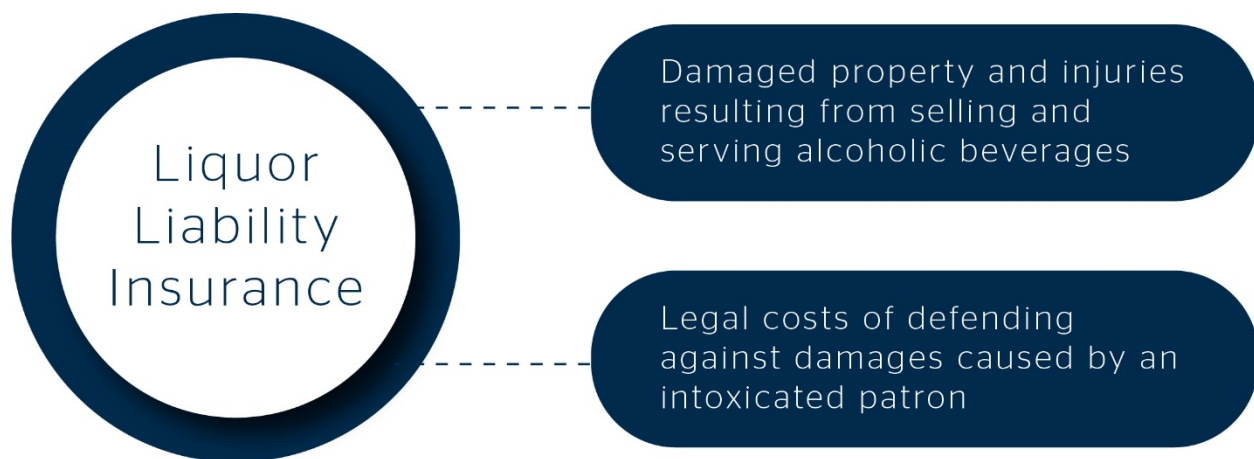 Liquor
Liability
Insurance
Damaged property and injuries
resulting from selling and
serving alcoholic beverages
Legal costs of defending
against damages caused by an
intoxicated patron